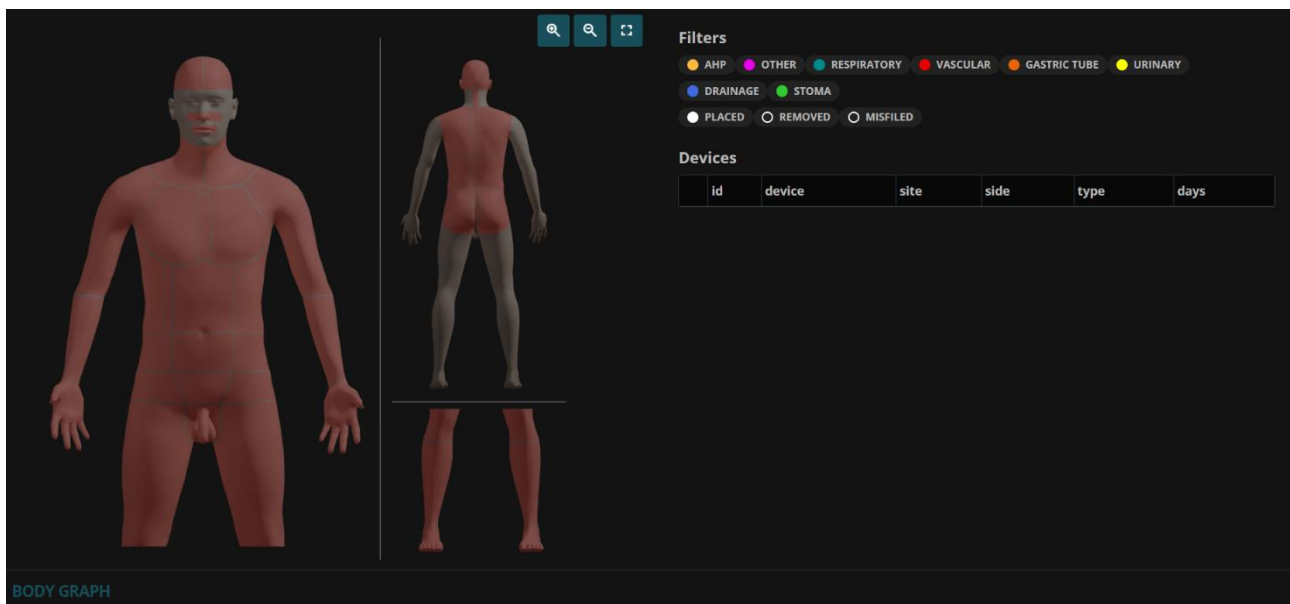 Filters
AHP OTHER RESPIRATORY VASCULAR GASTRIC TUBE URINARY
DRAINAGE STOMA
PLACED REMOVED MISFILED
Devices
id device site side type days
BODY GRAPH